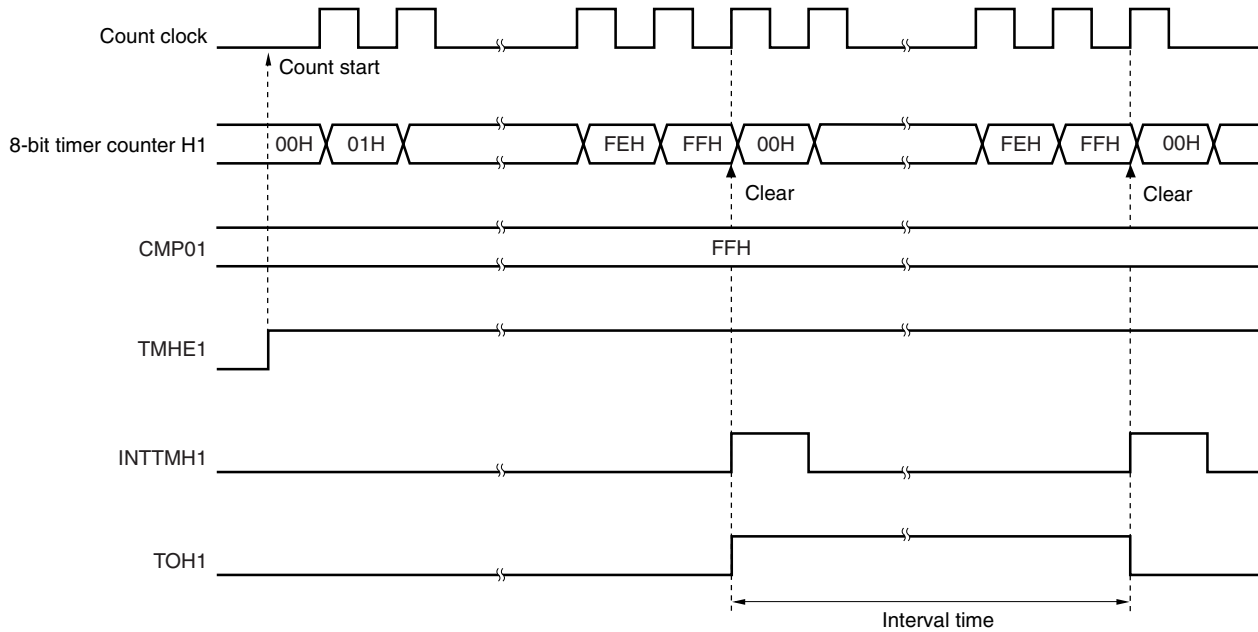 Count clock
Count start
8-bit timer counter H1
00H 01H FEH FFH 00H FEH FFH 00H
Clear Clear
CMP01
FFH
TMHE1
INTTMH1
TOH1
Interval time